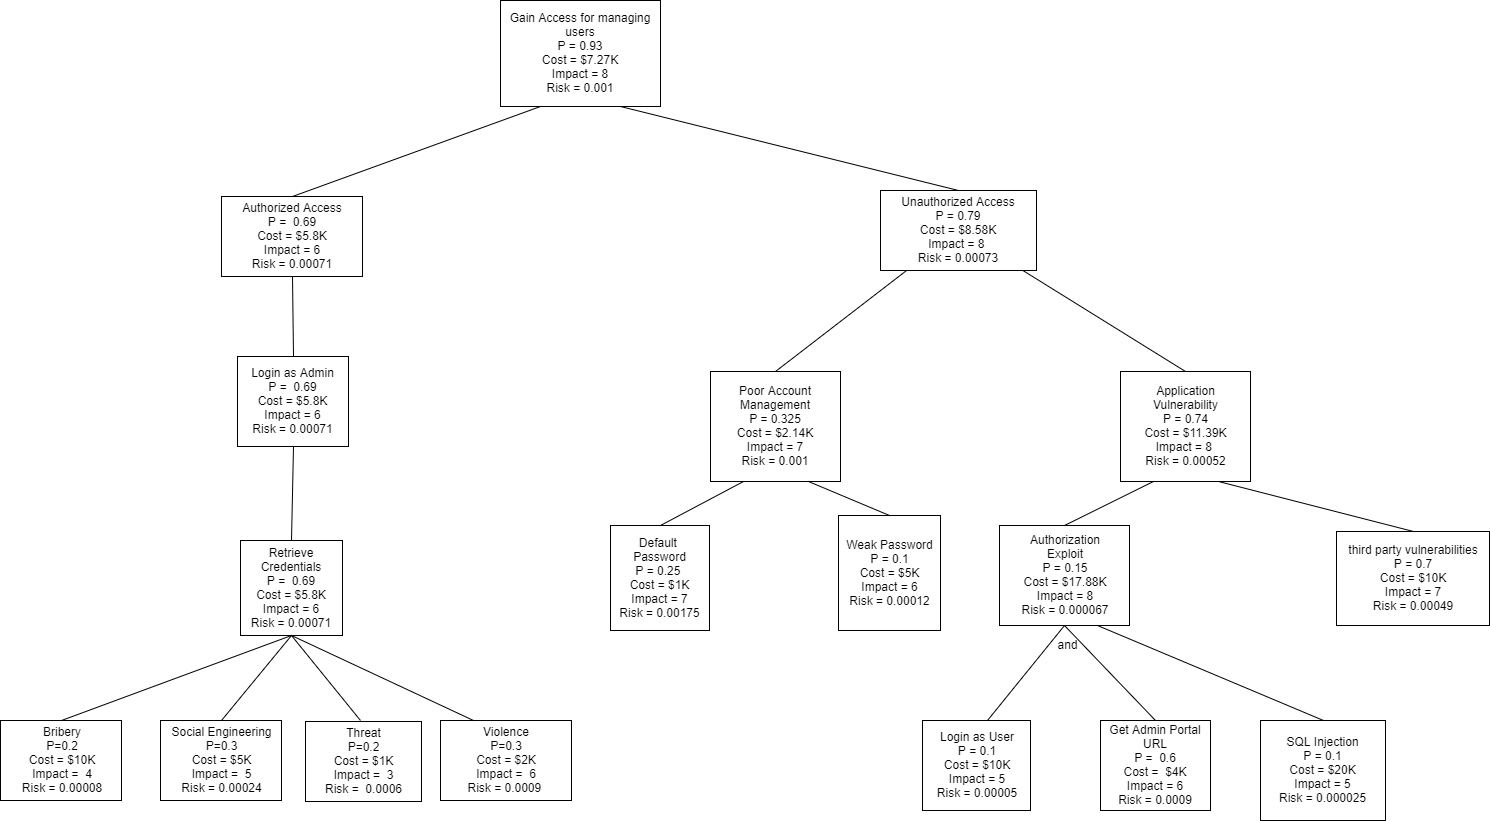 Gain Access for managing
users
P = 0.93
Cost = $7.27K
Impact = 8
Risk = 0.001
Authorized Access
P =  0.69
Cost = $5.8K
Impact = 6
Risk = 0.00071
Unauthorized Access
P = 0.79
Cost = $8.58K
Impact = 8
Risk = 0.00073
Login as Admin
P =  0.69
Cost = $5.8K
Impact = 6
Risk = 0.00071
Poor Account
Management
P = 0.325
Cost = $2.14K
Impact = 7
Risk = 0.001
Application
Vulnerability
P = 0.74
Cost = $11.39K
Impact = 8
Risk = 0.00052
Retrieve
Credentials
P =  0.69
Cost = $5.8K
Impact = 6
Risk = 0.00071
Default
Password
P = 0.25
Cost = $1K
Impact = 7
Risk = 0.00175
Weak Password
P = 0.1
Cost = $5K
Impact = 6
Risk = 0.00012
Authorization
Exploit
P = 0.15
Cost = $17.88K
Impact = 8
Risk = 0.000067
third party vulnerabilities
P = 0.7
Cost = $10K
Impact = 7
Risk = 0.00049
and
Bribery
P=0.2
Cost = $10K
Impact =  4
Risk = 0.00008
Social Engineering
P=0.3
Cost = $5K
Impact =  5
Risk = 0.00024
Threat
P=0.2
Cost = $1K
Impact =  3
Risk =  0.0006
Violence
P=0.3
Cost = $2K
Impact =  6
Risk = 0.0009
Login as User
P = 0.1
Cost = $10K
Impact = 5
Risk = 0.00005
Get Admin Portal
URL
P =  0.6
Cost =  $4K
Impact = 6
Risk = 0.0009
SQL Injection
P = 0.1
Cost = $20K
Impact = 5
Risk = 0.000025